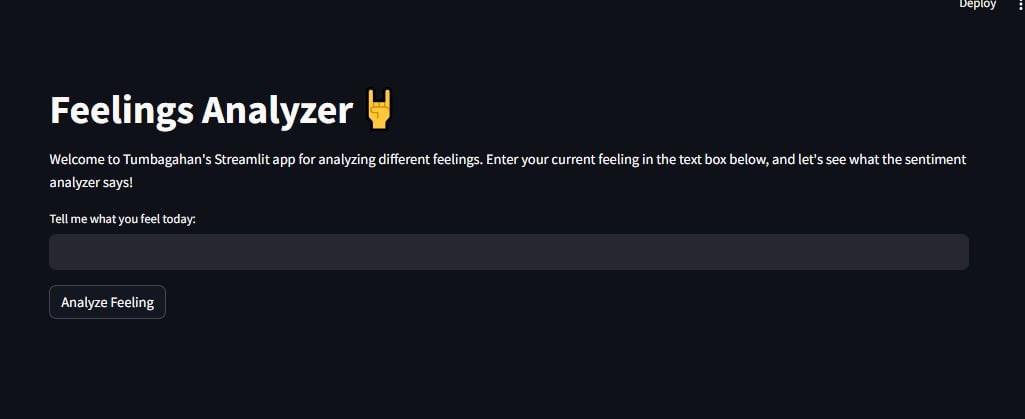 Deploy
Feelings Analyzer 🤘
Welcome to Tumbagahan's Streamlit app for analyzing different feelings. Enter your current feeling in the text box below, and let's see what the sentiment
analyzer says!
Tell me what you feel today:
Analyze Feeling